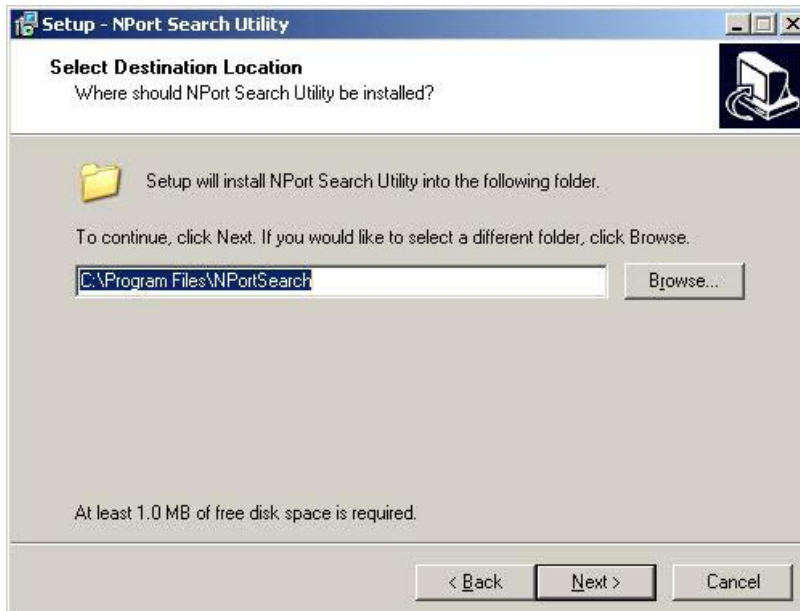 Setup - NPort Search Utility
Select Destination Location
Where should NPort Search Utility be installed?
Setup will install NPort Search Utility into the following folder.
To continue, click Next. If you would like to select a different folder, click Browse.
C:\Program Files\NPortSearch
Browse...
At least 1.0 MB of free disk space is required.
< Back
Next >
Cancel